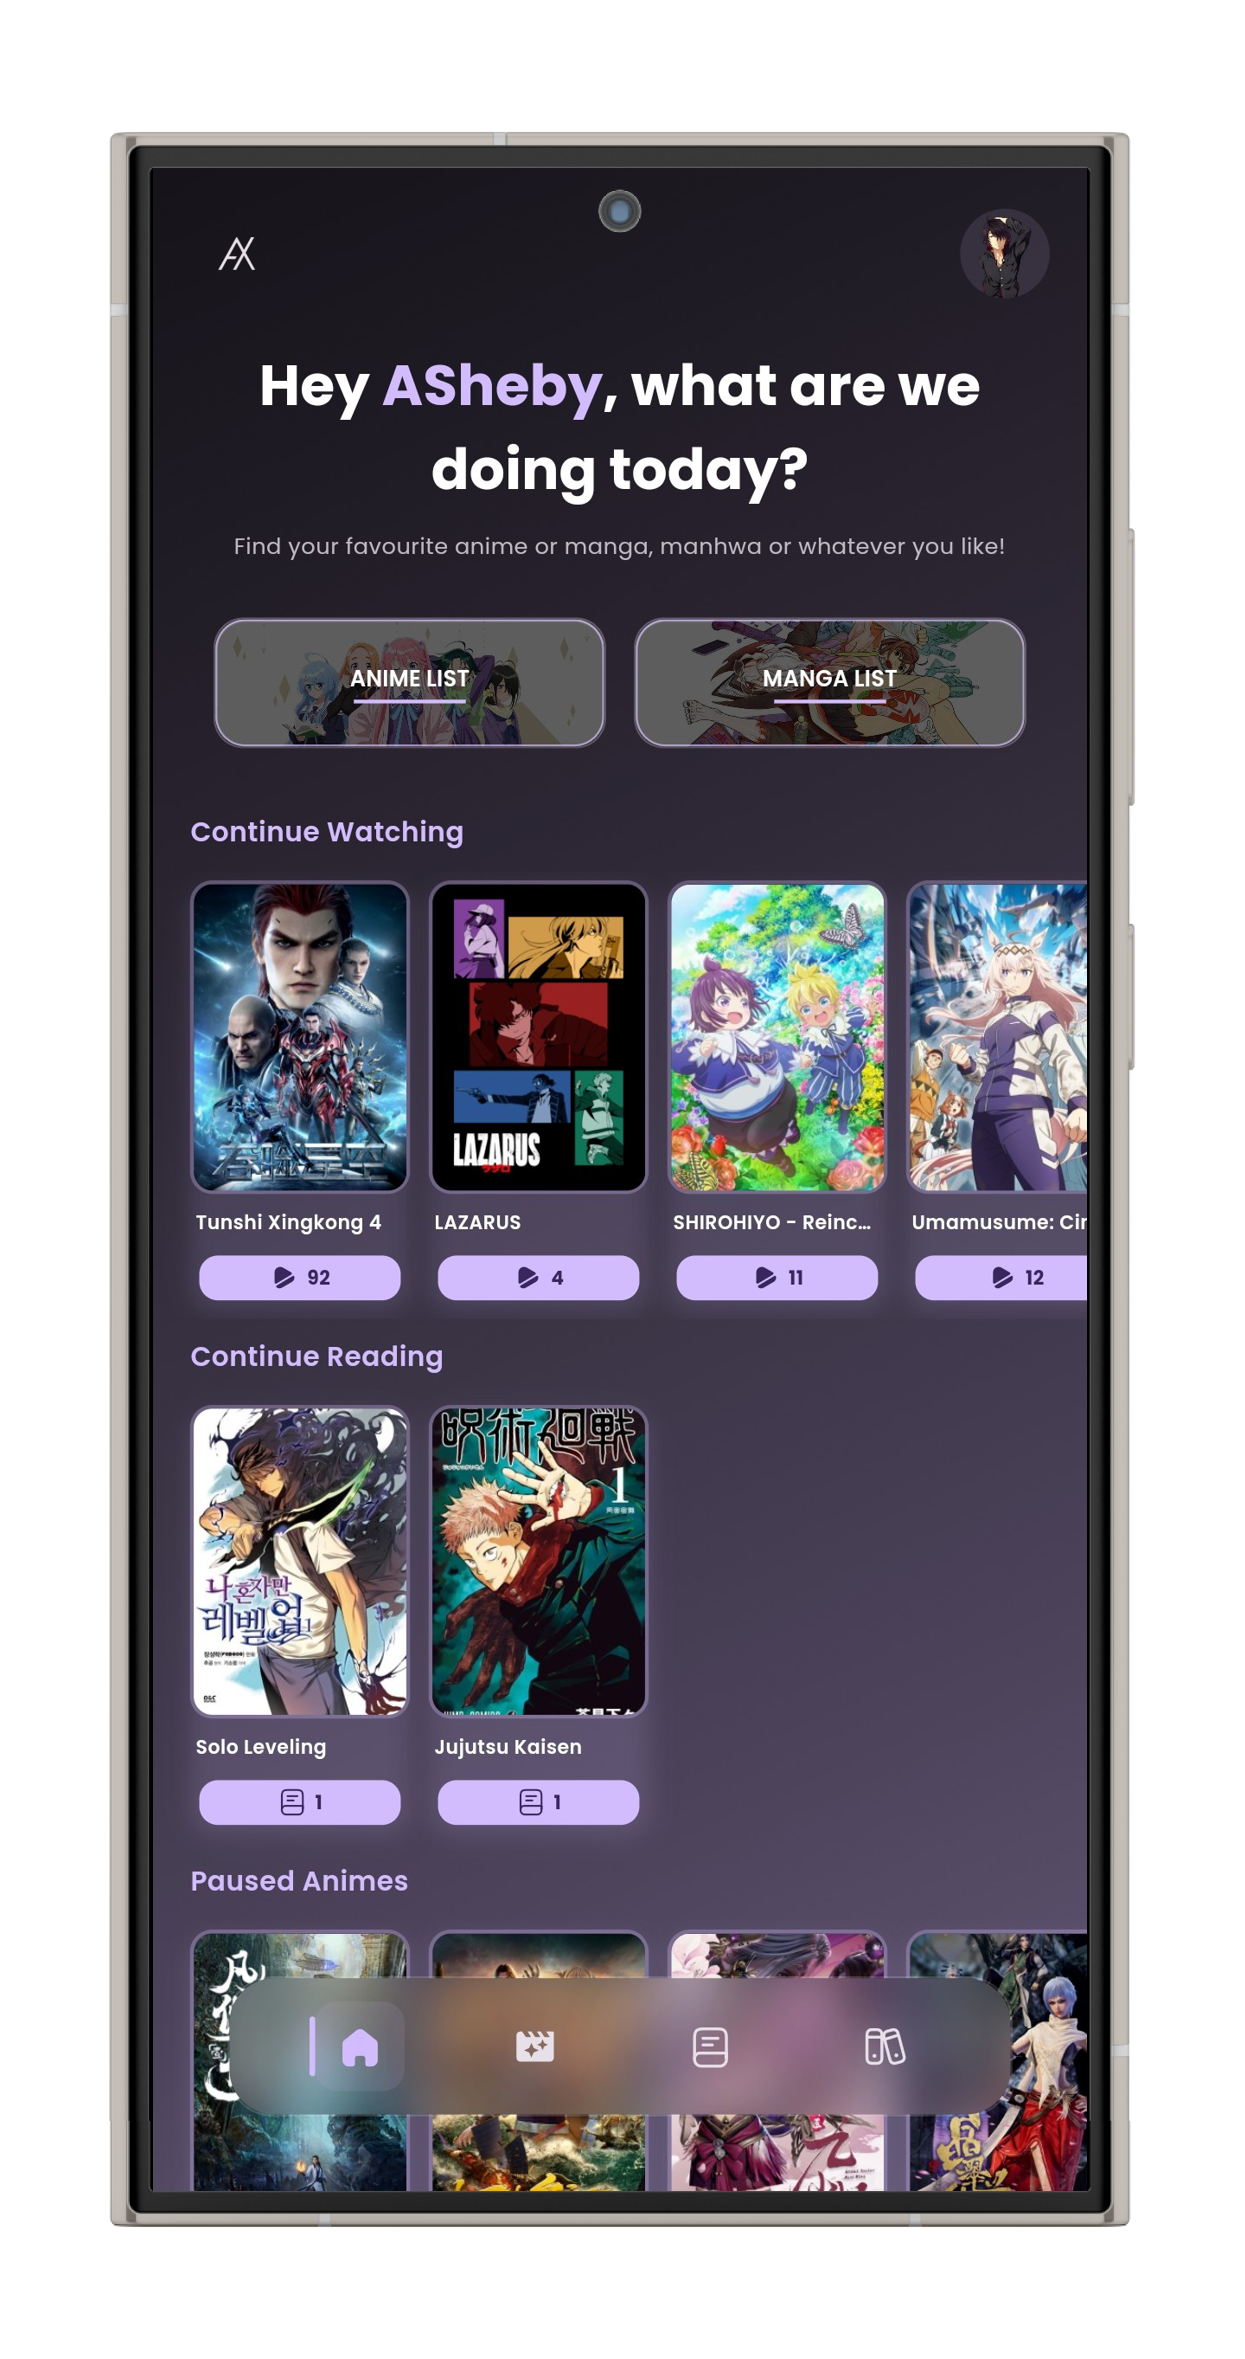 AX
Hey ASheby, what are we
doing today?
Find your favourite anime or manga, manhwa or whatever you like!
ANIME LIST
MANGA LIST
Continue Watching
LAZARUS
Tunshi Xingkong 4
LAZARUS
SHIROHIYO - Reinc...
Umamusume: Cin
92
4
11
12
Continue Reading
나 혼자만
레벨업
呪術廻戦
1
Solo Leveling
Jujutsu Kaisen
1
1
Paused Animes